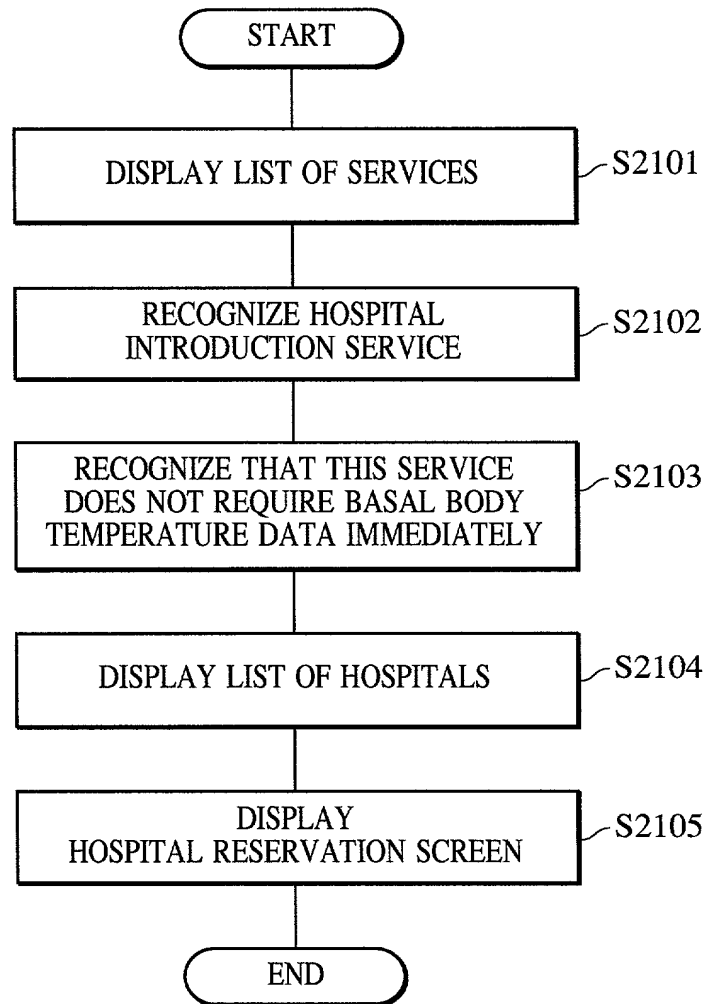 START
DISPLAY LIST OF SERVICES
S2101
RECOGNIZE HOSPITAL
INTRODUCTION SERVICE
S2102
RECOGNIZE THAT THIS SERVICE
DOES NOT REQUIRE BASAL BODY
TEMPERATURE DATA IMMEDIATELY
S2103
DISPLAY LIST OF HOSPITALS
S2104
DISPLAY
HOSPITAL RESERVATION SCREEN
S2105
END